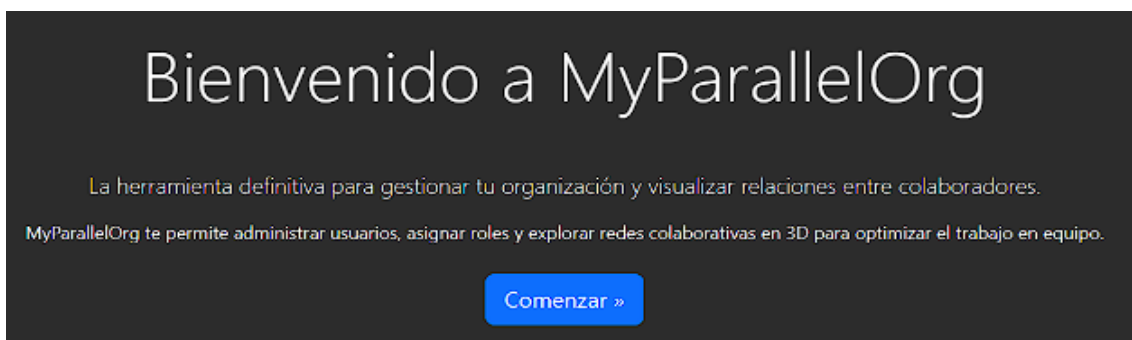 Bienvenido a MyParallelOrg
La herramienta definitiva para gestionar tu organización y visualizar relaciones entre colaboradores.
MyParallelOrg te permite administrar usuarios, asignar roles y explorar redes colaborativas en 3D para optimizar el trabajo en equipo.
Comenzar »